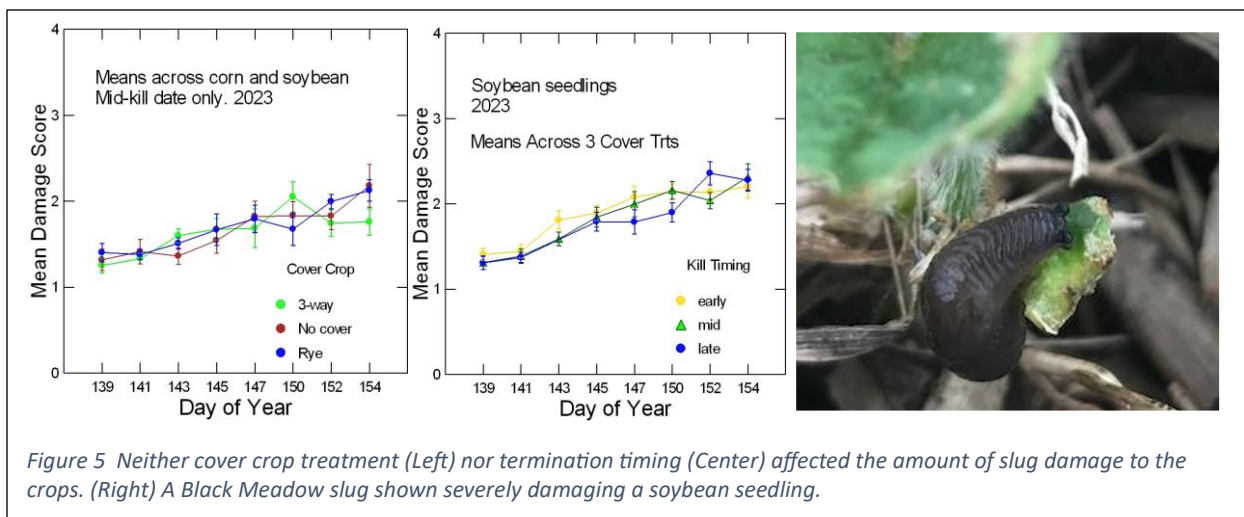 4
3
2
1
0
Mean Damage Score
Means across corn and soybean
Mid-kill date only. 2023
Cover Crop
3-way
No cover
Rye
139 141 143 145 147 150 152 154
Day of Year
4
3
2
1
0
Mean Damage Score
Soybean seedlings
2023
Means Across 3 Cover Trts
Kill Timing
early
mid
late
139 141 143 145 147 150 152 154
Day of Year
Figure 5 Neither cover crop treatment (Left) nor termination timing (Center) affected the amount of slug damage to the
crops. (Right) A Black Meadow slug shown severely damaging a soybean seedling.